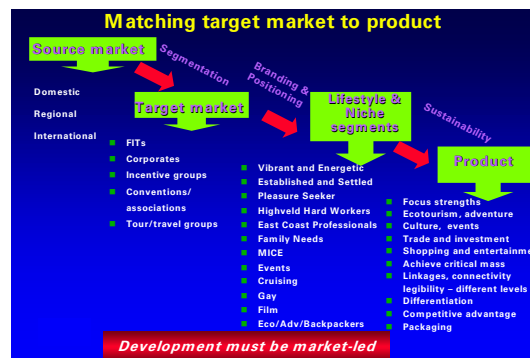 Matching target market to product
Source market
Segmentation
Branding &
Positioning
Sustainability
Domestic
Regional
International
Target market
FITs
Corporates
Incentive groups
Conventions/
associations
Tour/travel groups
Lifestyle &
Niche
segments
Vibrant and Energetic
Established and Settled
Pleasure Seeker
Highveld Hard Workers
East Coast Professionals
Family Needs
MICE
Events
Cruising
Gay
Film
Eco/Adv/Backpackers
Product
Focus strengths
Ecotourism, adventure
Culture, events
Trade and investment
Shopping and entertainme
Achieve critical mass
Linkages, connectivity
legibility – different levels
Differentiation
Competitive advantage
Packaging
Development must be market-led